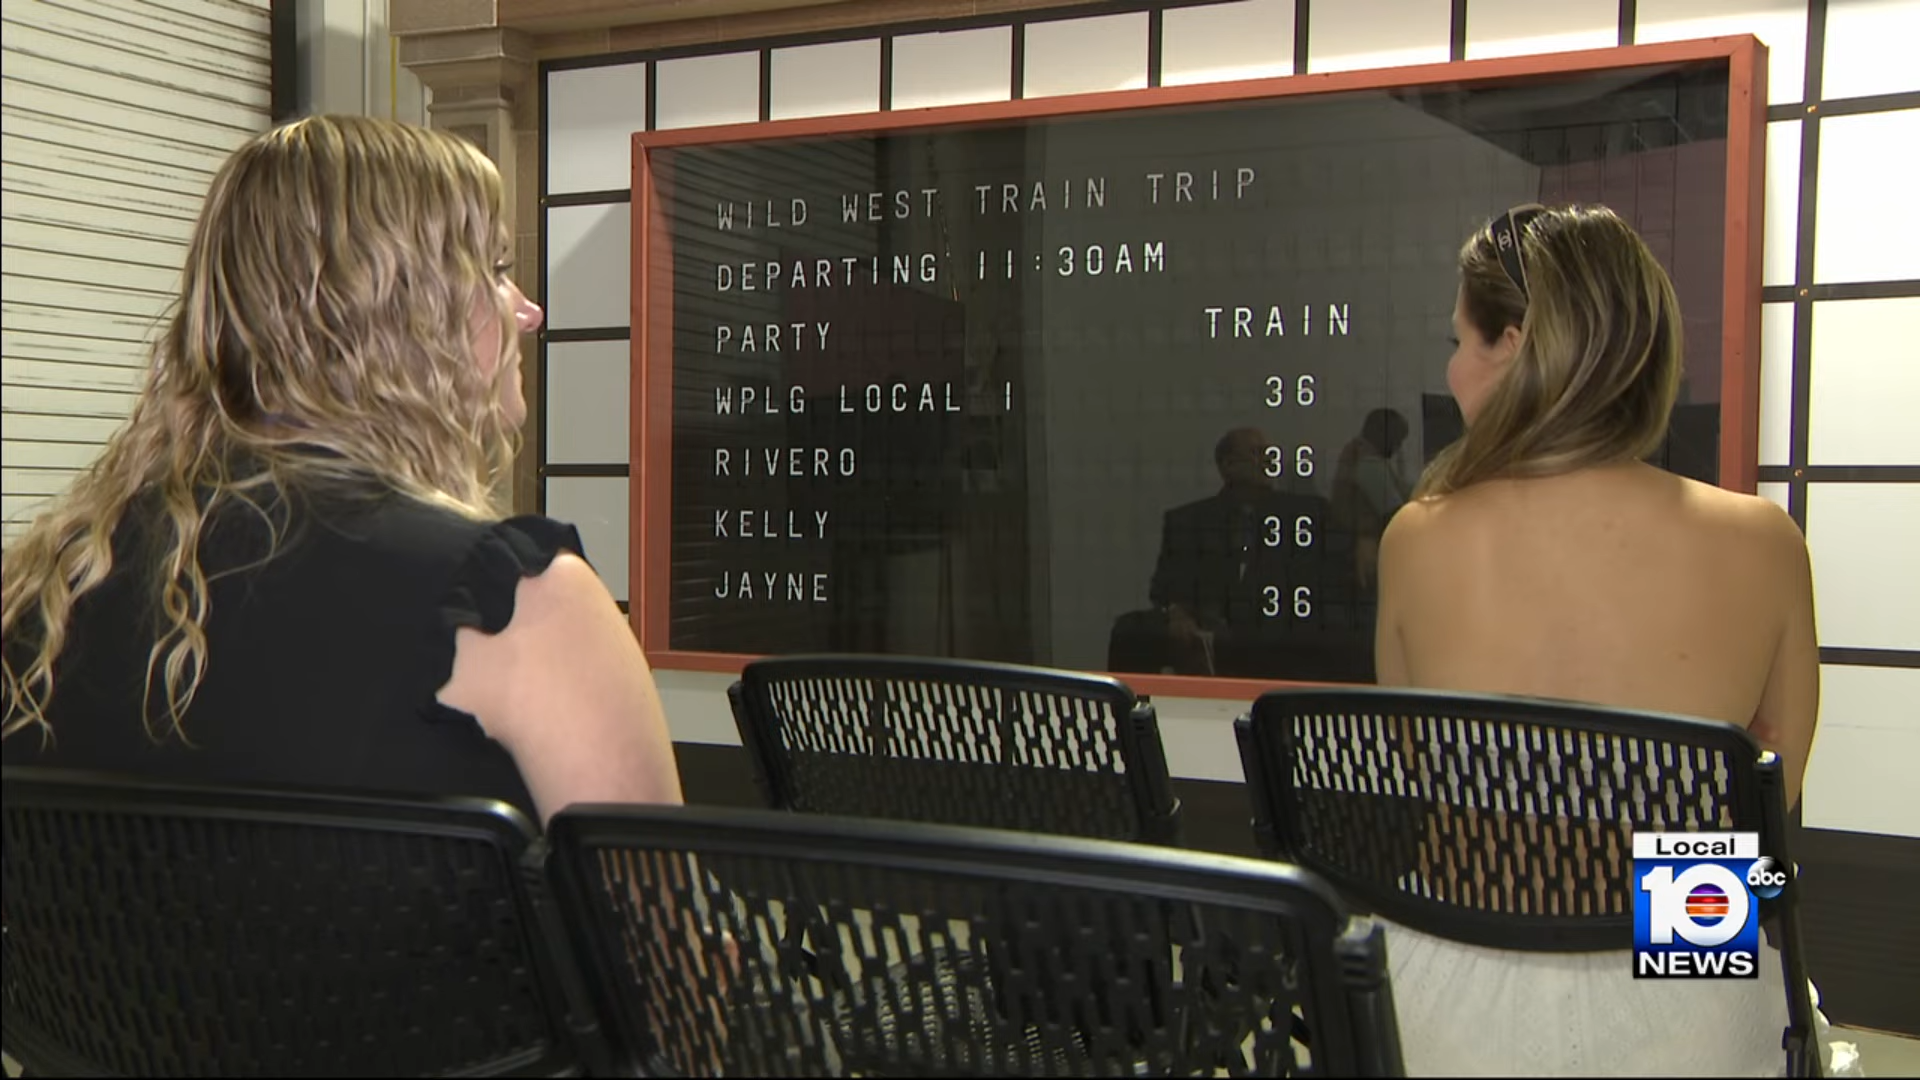 WILD WEST TRAIN TRIP
DEPARTING 11:30AM
PARTY TRAIN
WPLG LOCAL 1 36
RIVERO 36
KELLY 36
JAYNE 36
Local
10 abc
NEWS